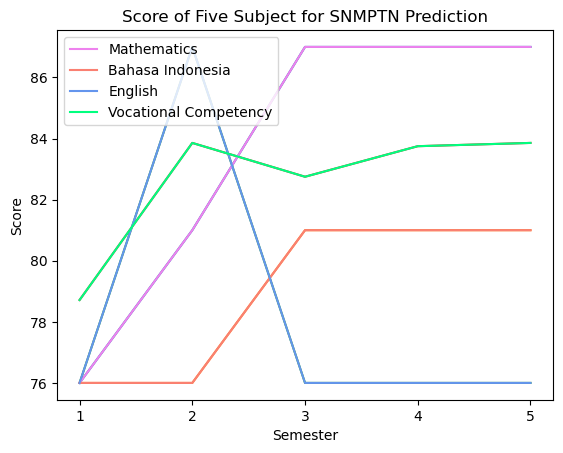 Score of Five Subject for SNMPTN Prediction
Mathematics
Bahasa Indonesia
English
Vocational Competency
86
84
82
80
78
76
Score
1 2 3 4 5
Semester